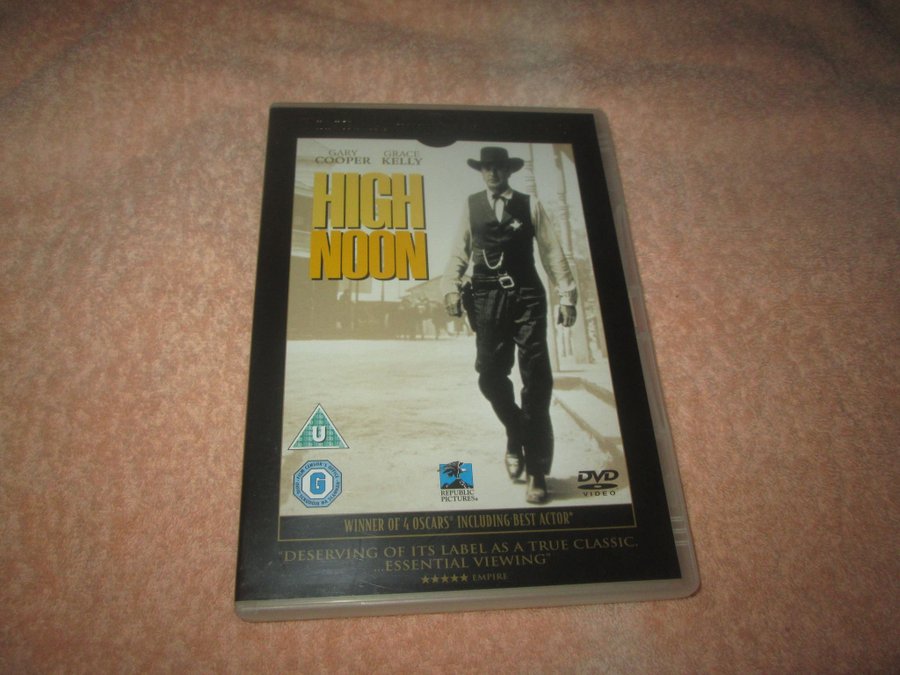 GARY GRACE
COOPER KELLY
HIGH
NOON
U
G
REPUBLIC
PICTURES®
DVD
VIDEO
WINNER OF 4 OSCARS® INCLUDING BEST ACTOR*
"DESERVING OF ITS LABEL AS A TRUE CLASSIC.
...ESSENTIAL VIEWING"
★★★★★ EMPIRE